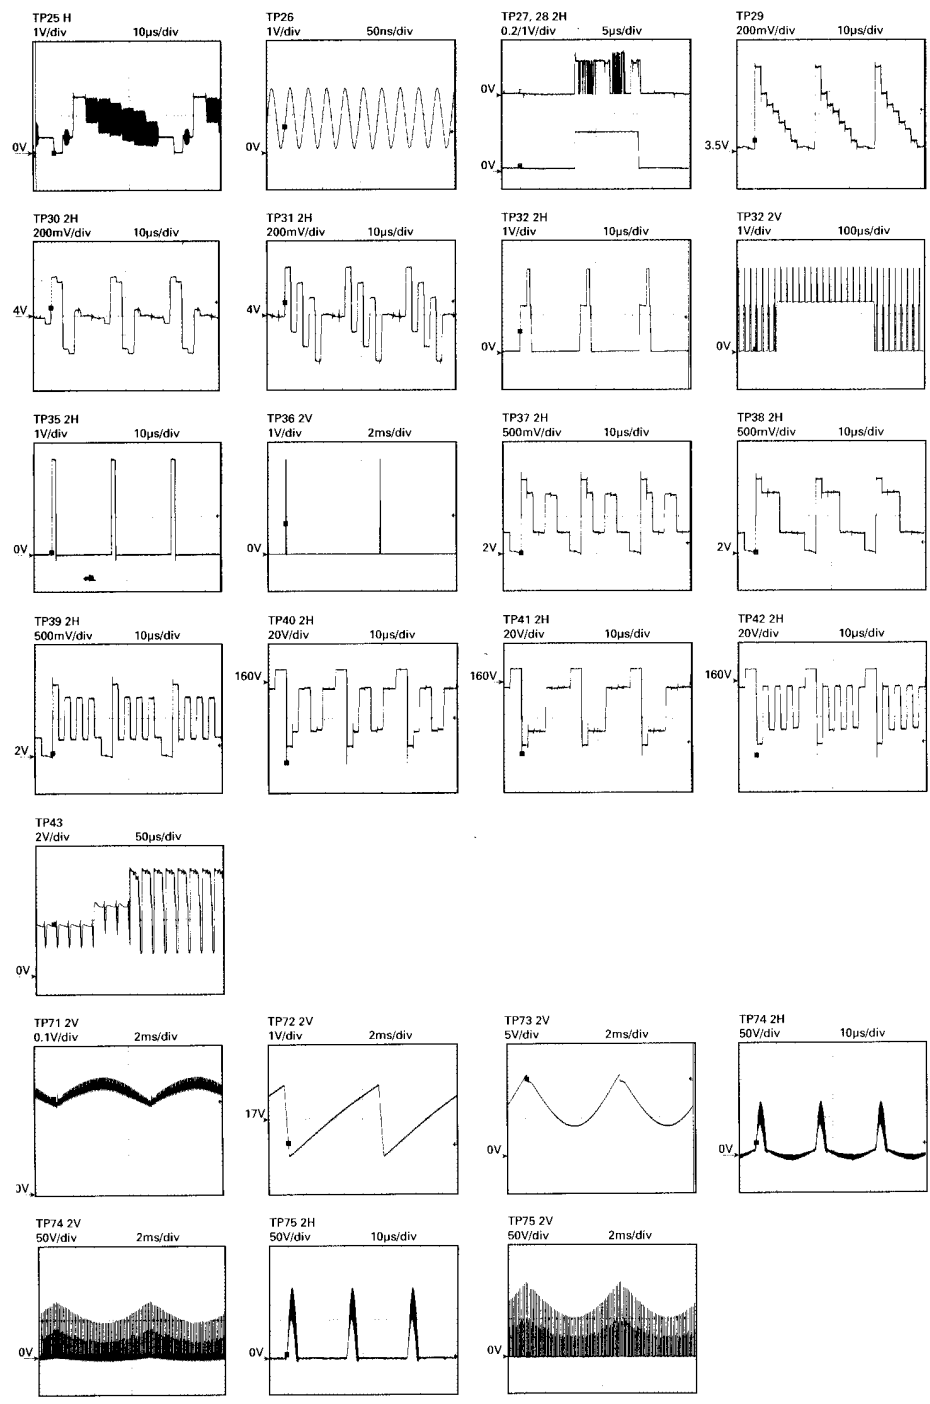 TP25 H
1V/div 10µs/div
0V
TP26
1V/div 50ns/div
0V
TP27, 28 2H
0.2/1V/div 5µs/div
0V
0V
TP29
200mV/div 10µs/div
3.5V
TP30 2H
200mV/div 10µs/div
4V
TP31 2H
200mV/div 10µs/div
4V
TP32 2H
1V/div 10µs/div
0V
TP32 2V
1V/div 100µs/div
0V
TP35 2H
1V/div 10µs/div
0V
TP36 2V
1V/div 2ms/div
0V
TP37 2H
500mV/div 10µs/div
2V
TP38 2H
500mV/div 10µs/div
2V
TP39 2H
500mV/div 10µs/div
2V
TP40 2H
20V/div 10µs/div
160V
TP41 2H
20V/div 10µs/div
160V
TP42 2H
20V/div 10µs/div
160V
TP43
2V/div 50µs/div
0V
TP71 2V
0.1V/div 2ms/div
0V
TP72 2V
1V/div 2ms/div
17V
TP73 2V
5V/div 2ms/div
0V
TP74 2H
50V/div 10µs/div
0V
TP74 2V
50V/div 2ms/div
0V
TP75 2H
50V/div 10µs/div
0V
TP75 2V
50V/div 2ms/div
0V